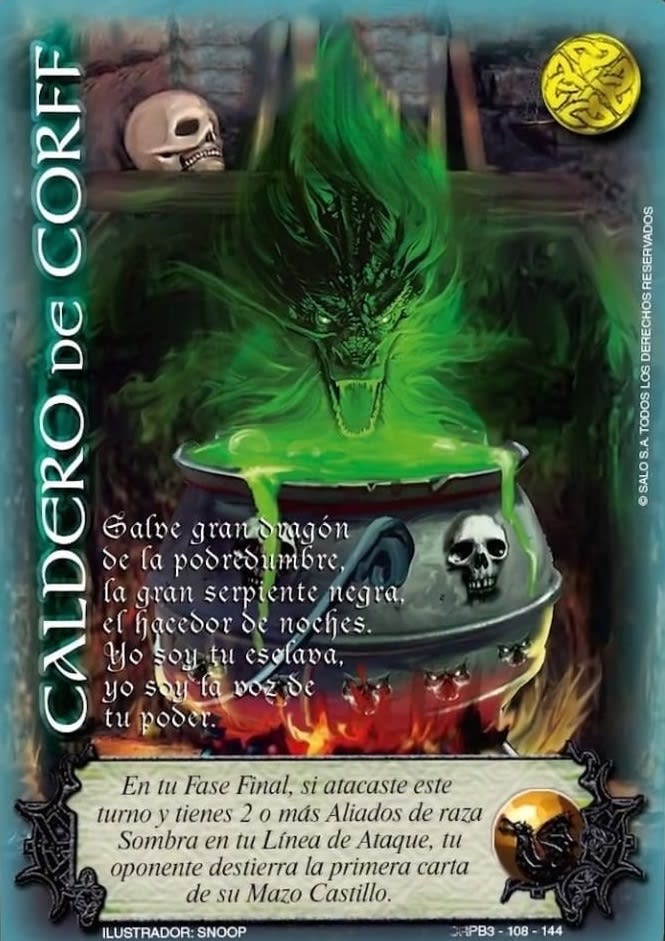 CALDERO DE CORFF
© SALO S.A. TODOS LOS DERECHOS RESERVADOS
Salve gran dragón
de la podredumbre,
la gran serpiente negra,
el hacedor de noches.
Yo soy tu esclava,
yo soy la voz de
tu poder.
En tu Fase Final, si atacaste este
turno y tienes 2 o más Aliados de raza
Sombra en tu Línea de Ataque, tu
oponente destierra la primera carta
de su Mazo Castillo.
ILUSTRADOR: SNOOP
108 - 144